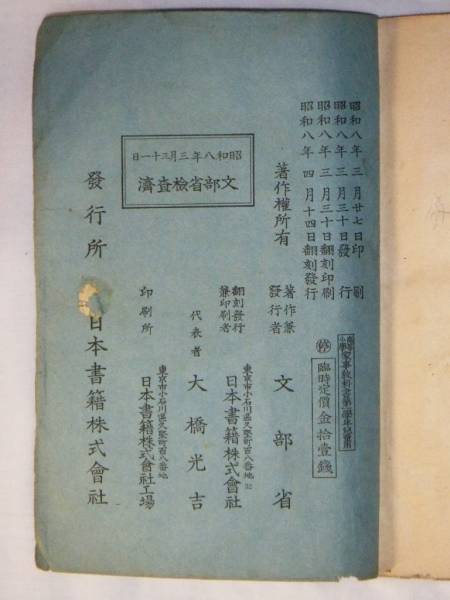 昭和八年三月廿七日印刷
昭和八年三月三十日發行
昭和八年三月三十日翻刻印刷
昭和八年四月十四日翻刻發行
著作權所有
昭和八年三月三十一日
文部省檢査濟
臨時定價金拾壹錢
著作兼發行者
文部省
翻刻發行兼印刷者
東京市小石川區久堅町百八番地
日本書籍株式會社
代表者
大橋光吉
印刷所
東京市小石川區久堅町百八番地
日本書籍株式會社工場
發行所
日本書籍株式會社